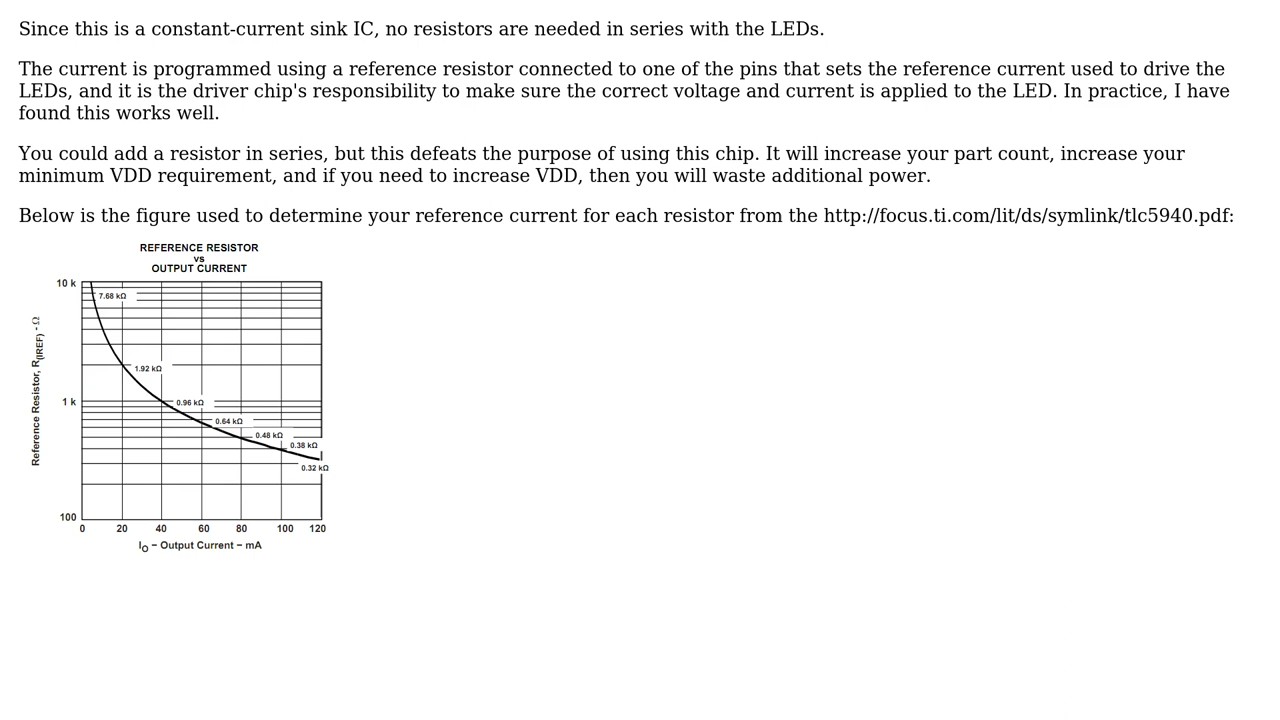 Since this is a constant-current sink IC, no resistors are needed in series with the LEDs.
The current is programmed using a reference resistor connected to one of the pins that sets the reference current used to drive the
LEDs, and it is the driver chip's responsibility to make sure the correct voltage and current is applied to the LED. In practice, I have
found this works well.
You could add a resistor in series, but this defeats the purpose of using this chip. It will increase your part count, increase your
minimum VDD requirement, and if you need to increase VDD, then you will waste additional power.
Below is the figure used to determine your reference current for each resistor from the http://focus.ti.com/lit/ds/symlink/tlc5940.pdf:
REFERENCE RESISTOR
vs
OUTPUT CURRENT
Reference Resistor, R(IREF) - Ω
10 k
1 k
100
7.68 kΩ
1.92 kΩ
0.96 kΩ
0.64 kΩ
0.48 kΩ
0.38 kΩ
0.32 kΩ
0 20 40 60 80 100 120
IO – Output Current – mA